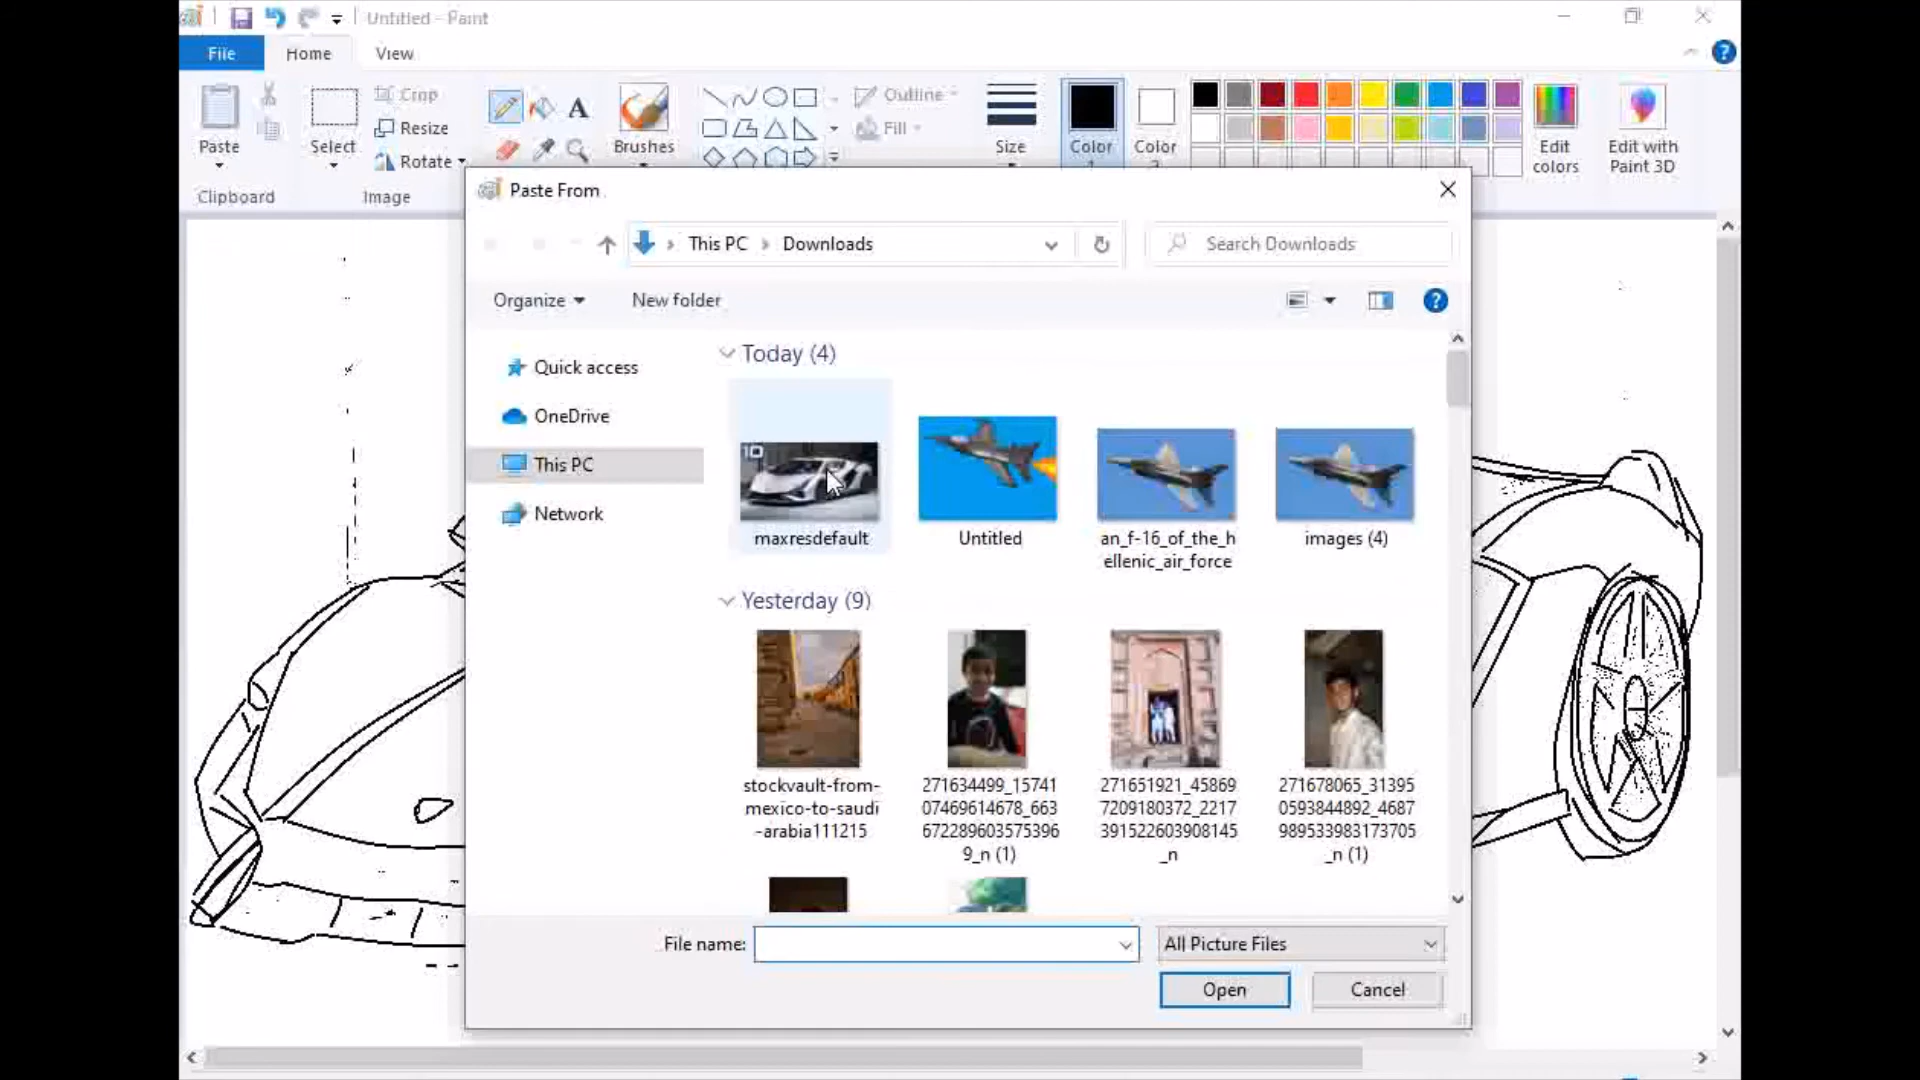 Untitled - Paint
File
Home
View
Paste
Select
Crop
Resize
Rotate
A
Brushes
Outline
Fill
Size
Color
1
Color
2
Edit
colors
Edit with
Paint 3D
Clipboard
Image
Paste From
This PC
Downloads
Search Downloads
Organize
New folder
Quick access
OneDrive
This PC
Network
Today (4)
maxresdefault
Untitled
an_f-16_of_the_h
ellenic_air_force
images (4)
Yesterday (9)
stockvault-from-
mexico-to-saudi
-arabia111215
271634499_15741
07469614678_663
672289603575396
9_n (1)
271651921_45869
7209180372_2217
391522603908145
_n
271678065_31395
0593844892_4687
989533983173705
_n (1)
File name:
All Picture Files
Open
Cancel